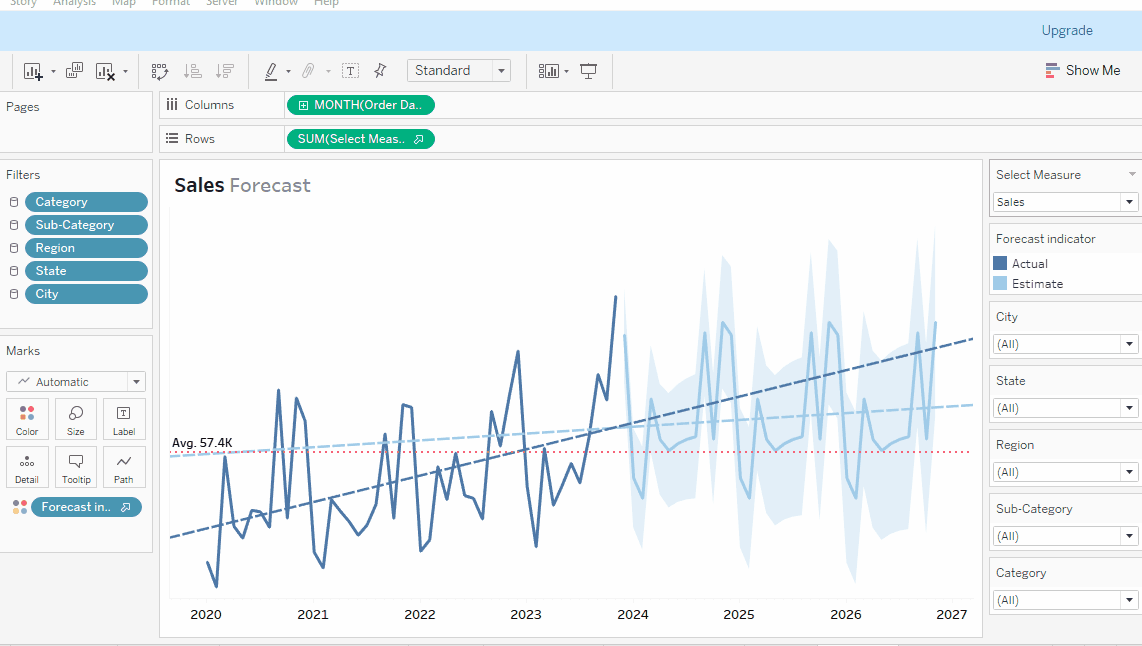 Story Analysis Map Format Server Window Help
Upgrade
Standard
Show Me
Pages
Columns
MONTH(Order Da..
Rows
SUM(Select Meas..
Filters
Category
Sub-Category
Region
State
City
Marks
Automatic
Color Size Label
Detail Tooltip Path
Forecast in..
Sales Forecast
Avg. 57.4K
2020 2021 2022 2023 2024 2025 2026 2027
Select Measure
Sales
Forecast indicator
Actual
Estimate
City
(All)
State
(All)
Region
(All)
Sub-Category
(All)
Category
(All)